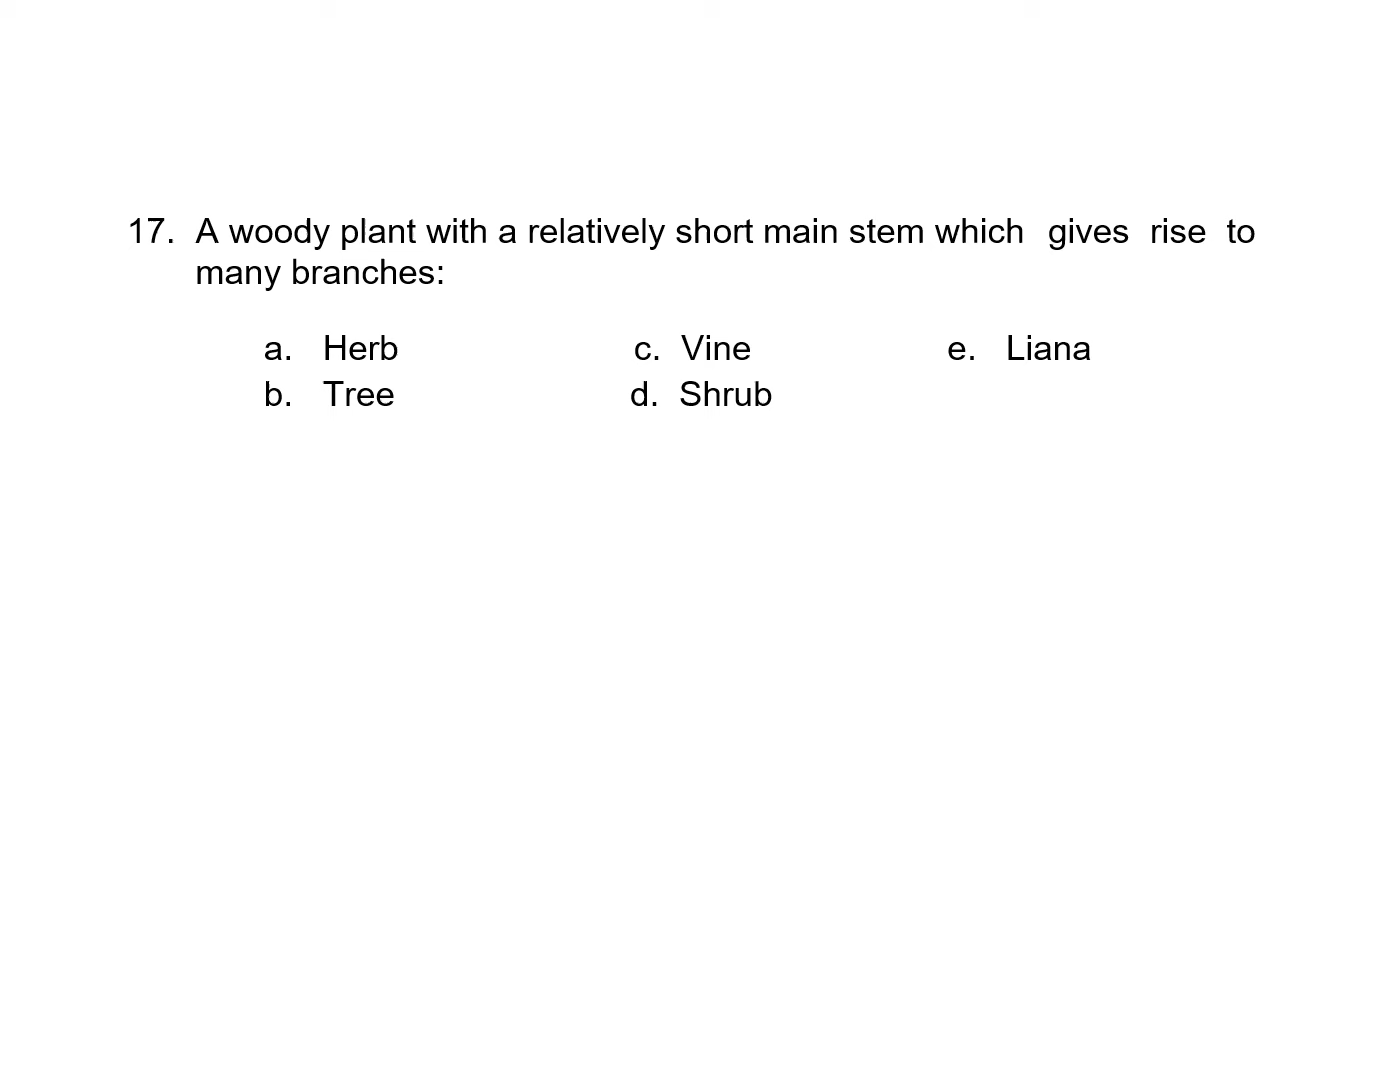 17. A woody plant with a relatively short main stem which gives rise to
many branches:
a. Herb c. Vine e. Liana
b. Tree d. Shrub